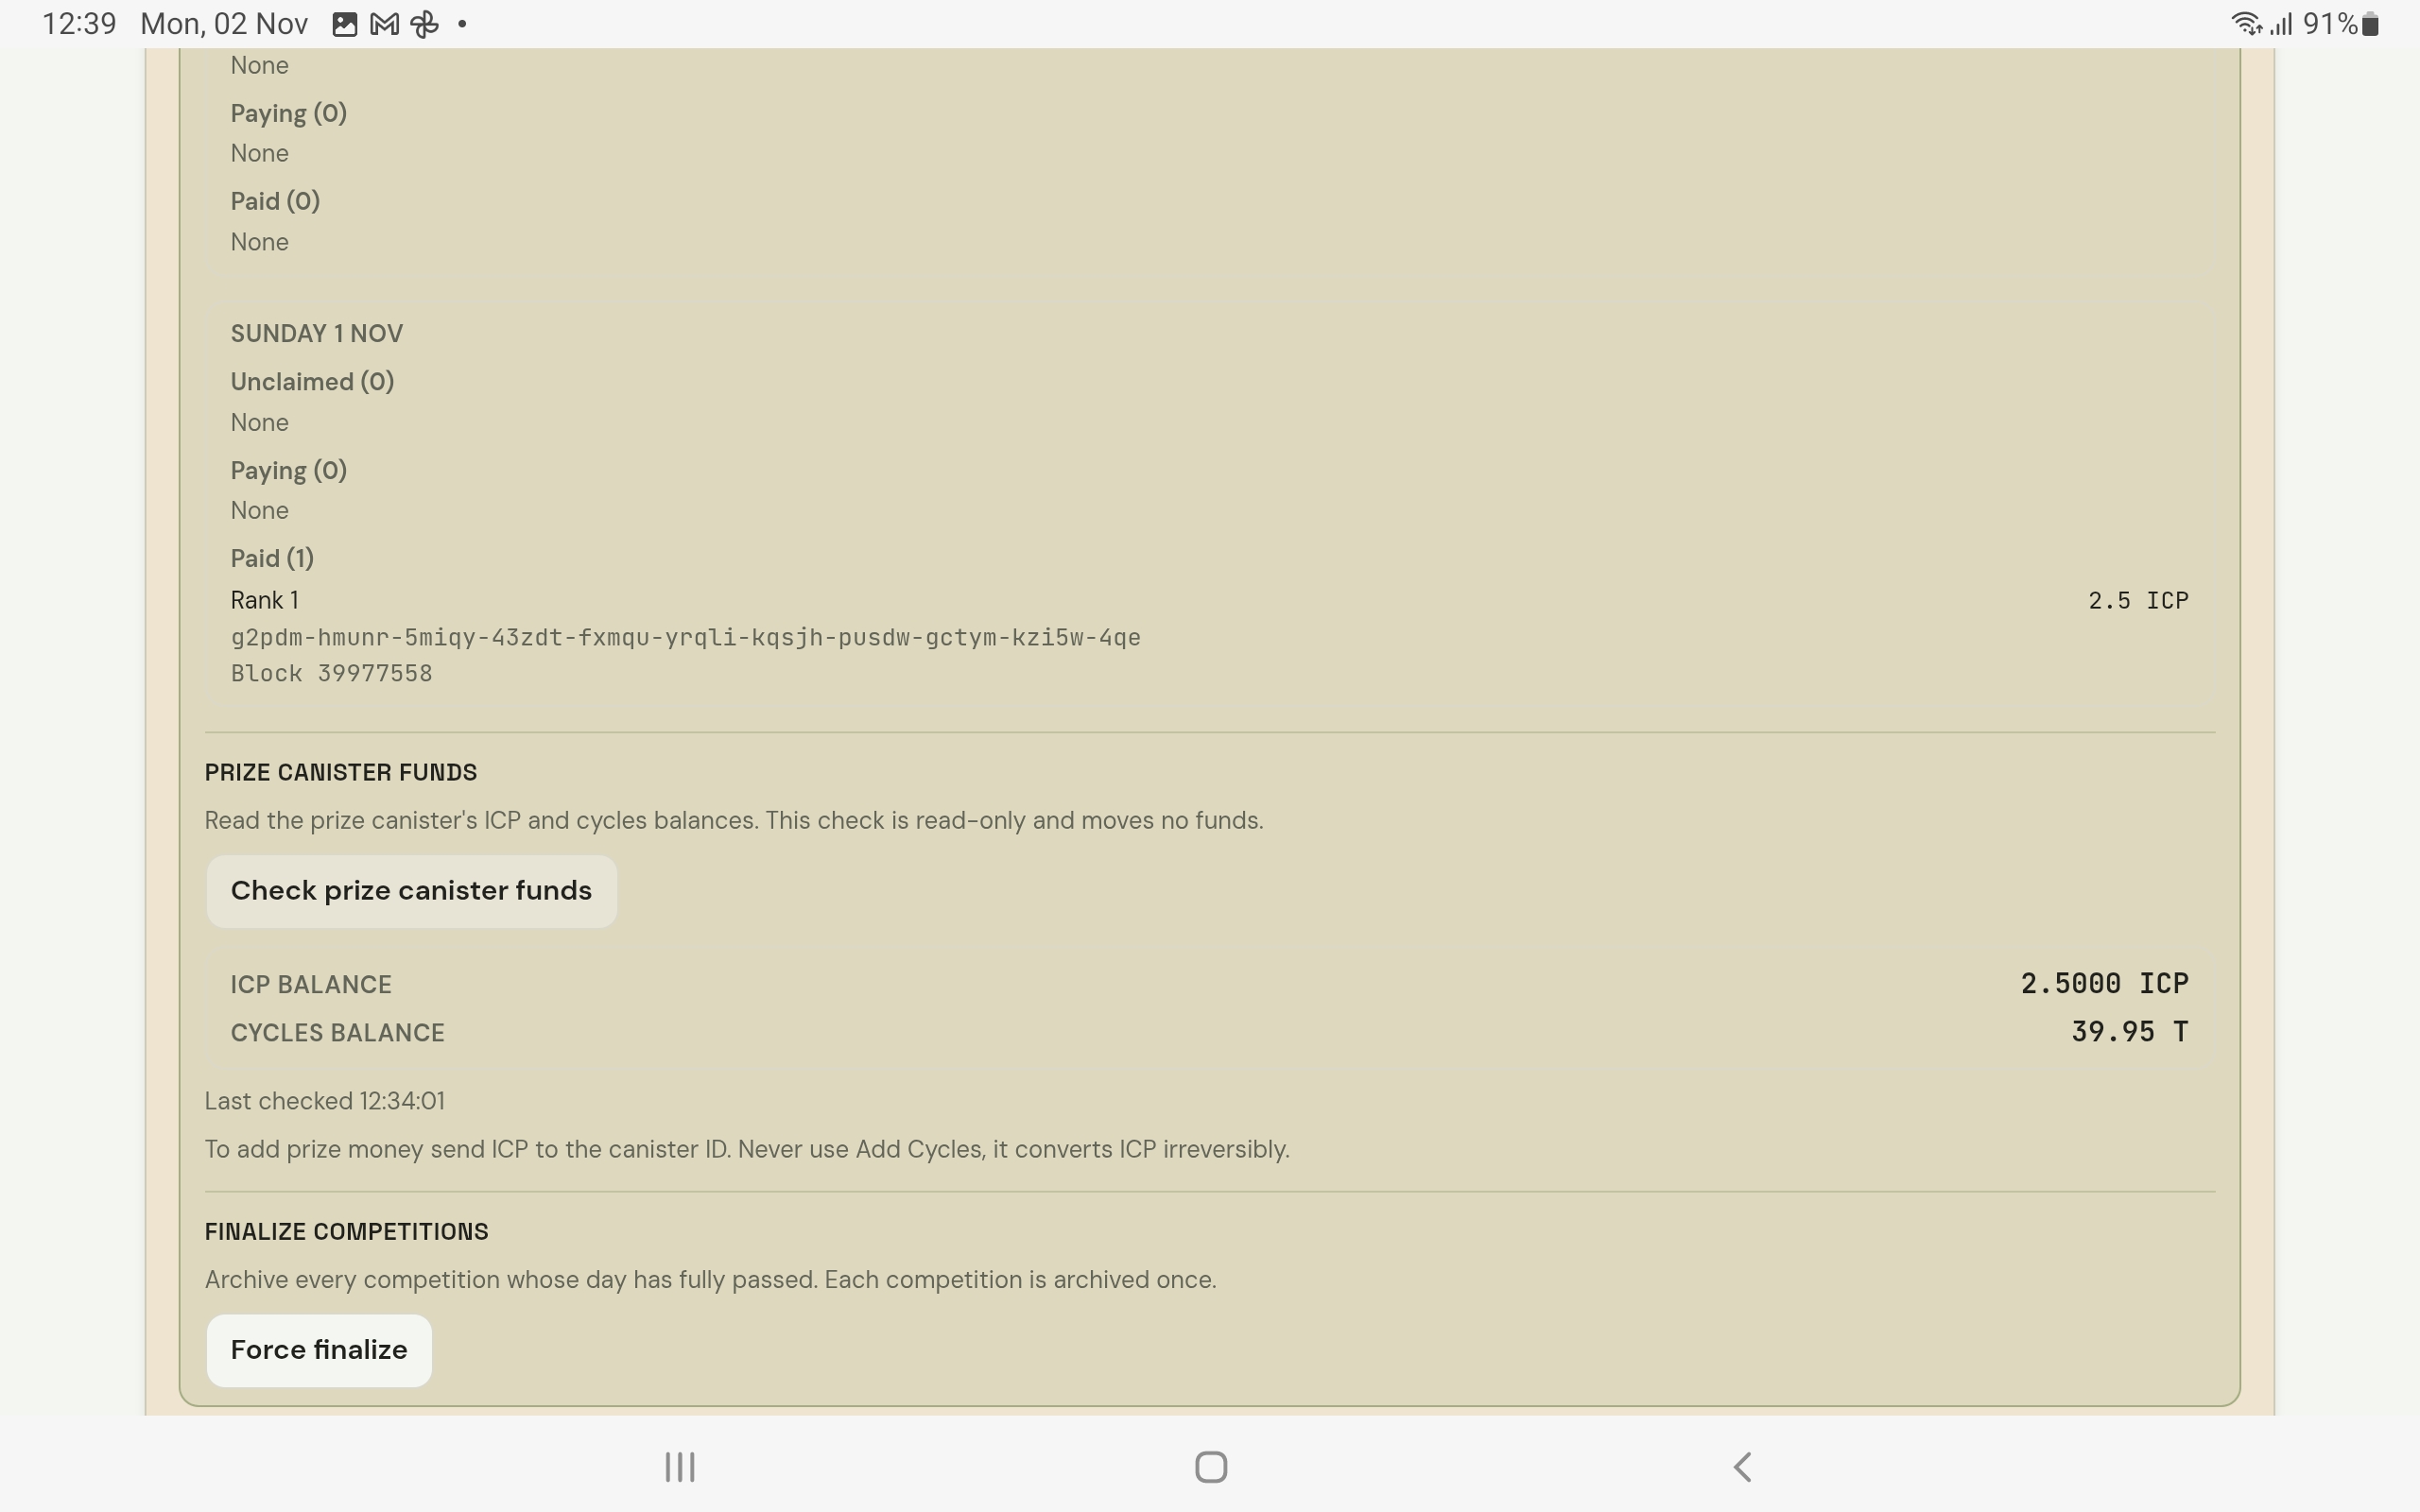 12:39 Mon, 02 Nov 91%
None
Paying (0)
None
Paid (0)
None
SUNDAY 1 NOV
Unclaimed (0)
None
Paying (0)
None
Paid (1)
Rank 1 2.5 ICP
g2pdm-hmunr-5miqy-43zdt-fxmqu-yrqli-kqsjh-pusdw-gctym-kzi5w-4qe
Block 39977558
PRIZE CANISTER FUNDS
Read the prize canister's ICP and cycles balances. This check is read-only and moves no funds.
Check prize canister funds
ICP BALANCE 2.5000 ICP
CYCLES BALANCE 39.95 T
Last checked 12:34:01
To add prize money send ICP to the canister ID. Never use Add Cycles, it converts ICP irreversibly.
FINALIZE COMPETITIONS
Archive every competition whose day has fully passed. Each competition is archived once.
Force finalize